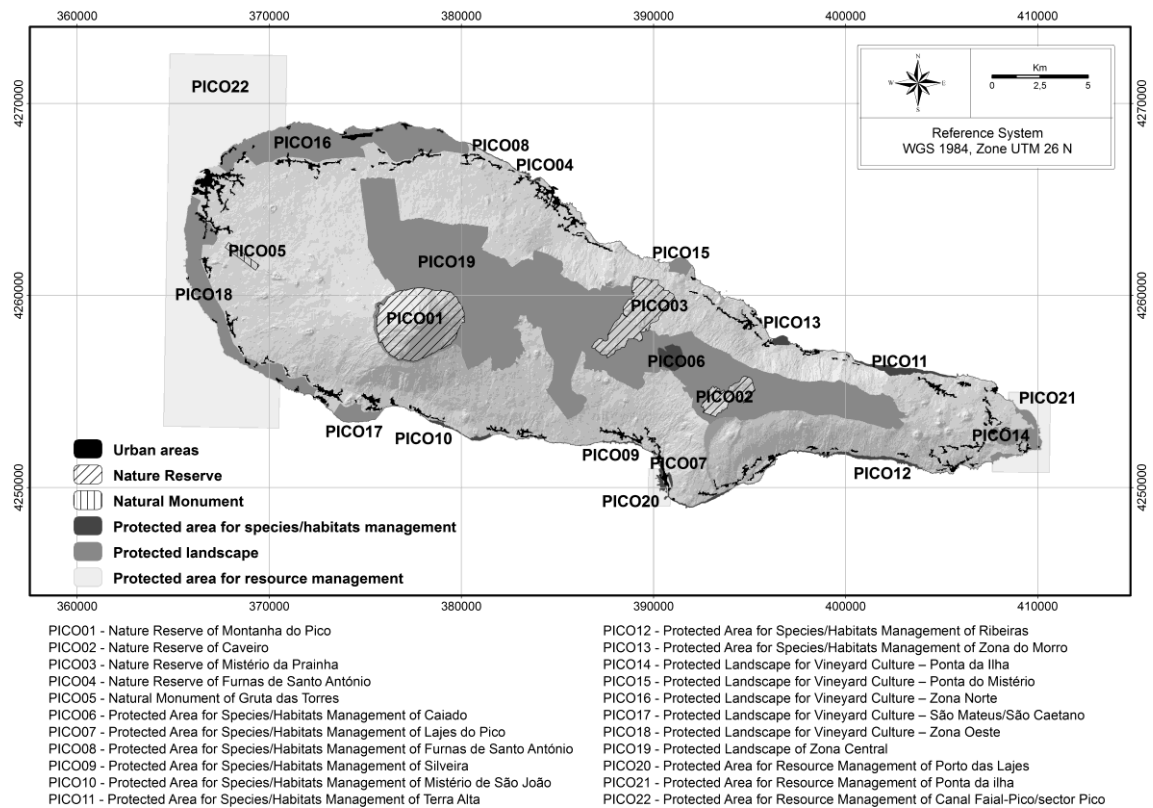 360000 370000 380000 390000 400000 410000
4270000 4270000
4260000 4260000
4250000 4250000
N
W E
S
Km
0 2,5 5
Reference System
WGS 1984, Zone UTM 26 N
PICO22
PICO16
PICO08
PICO04
PICO05
PICO19
PICO15
PICO18
PICO01
PICO03
PICO13
PICO06
PICO11
PICO02
PICO21
PICO17
PICO10
PICO14
PICO09
PICO07
PICO12
PICO20
Urban areas
Nature Reserve
Natural Monument
Protected area for species/habitats management
Protected landscape
Protected area for resource management
360000 370000 380000 390000 400000 410000
PICO01 - Nature Reserve of Montanha do Pico
PICO02 - Nature Reserve of Caveiro
PICO03 - Nature Reserve of Mistério da Prainha
PICO04 - Nature Reserve of Furnas de Santo António
PICO05 - Natural Monument of Gruta das Torres
PICO06 - Protected Area for Species/Habitats Management of Caiado
PICO07 - Protected Area for Species/Habitats Management of Lajes do Pico
PICO08 - Protected Area for Species/Habitats Management of Furnas de Santo António
PICO09 - Protected Area for Species/Habitats Management of Silveira
PICO10 - Protected Area for Species/Habitats Management of Mistério de São João
PICO11 - Protected Area for Species/Habitats Management of Terra Alta
PICO12 - Protected Area for Species/Habitats Management of Ribeiras
PICO13 - Protected Area for Species/Habitats Management of Zona do Morro
PICO14 - Protected Landscape for Vineyard Culture – Ponta da Ilha
PICO15 - Protected Landscape for Vineyard Culture – Ponta do Mistério
PICO16 - Protected Landscape for Vineyard Culture – Zona Norte
PICO17 - Protected Landscape for Vineyard Culture – São Mateus/São Caetano
PICO18 - Protected Landscape for Vineyard Culture – Zona Oeste
PICO19 - Protected Landscape of Zona Central
PICO20 - Protected Area for Resource Management of Porto das Lajes
PICO21 - Protected Area for Resource Management of Ponta da ilha
PICO22 - Protected Area for Resource Management of Canal Faial-Pico/sector Pico